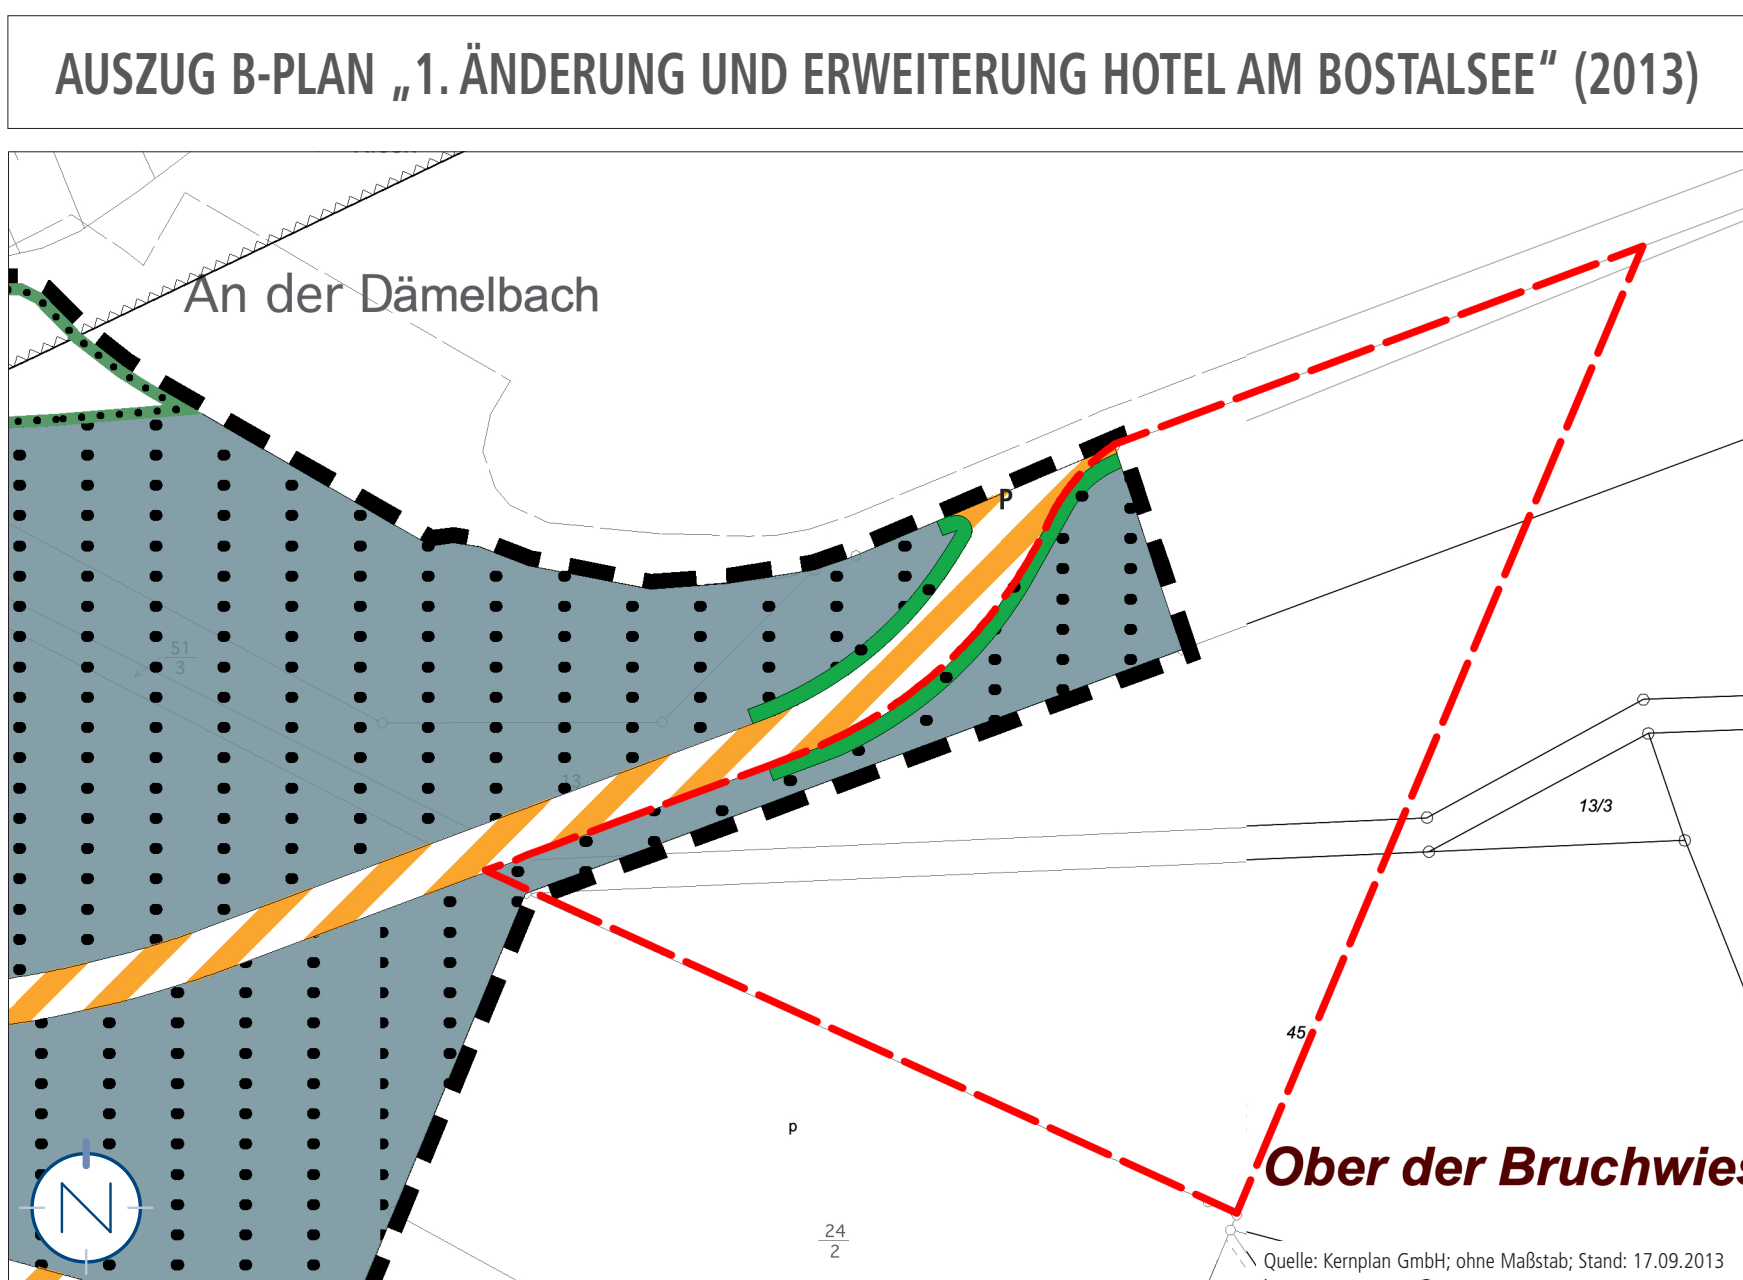 AUSZUG B-PLAN „1. ÄNDERUNG UND ERWEITERUNG HOTEL AM BOSTALSEE“ (2013)
An der Dämelbach
P
51
3
13
13/3
45
p
Ober der Bruchwies
24
2
N
Quelle: Kernplan GmbH; ohne Maßstab; Stand: 17.09.2013